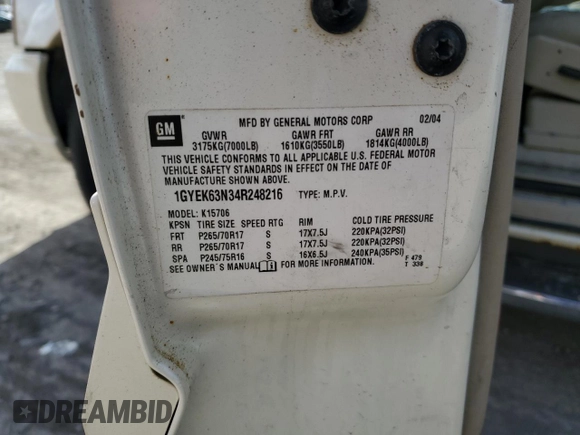 GM
MFD BY GENERAL MOTORS CORP 02/04
GVWR GAWR FRT GAWR RR
3175KG(7000LB) 1610KG(3550LB) 1814KG(4000LB)
THIS VEHICLE CONFORMS TO ALL APPLICABLE U.S. FEDERAL MOTOR
VEHICLE SAFETY STANDARDS IN EFFECT ON THE DATE OF
MANUFACTURE SHOWN ABOVE.
1GYEK63N34R248216 TYPE: M.P.V.
MODEL: K15706
KPSN TIRE SIZE SPEED RTG RIM COLD TIRE PRESSURE
FRT P265/70R17 S 17X7.5J 220KPA(32PSI)
RR P265/70R17 S 17X7.5J 220KPA(32PSI)
SPA P245/75R16 S 16X6.5J 240KPA(35PSI)
SEE OWNER'S MANUAL FOR MORE INFORMATION.
F 479
T 336
DREAMBID